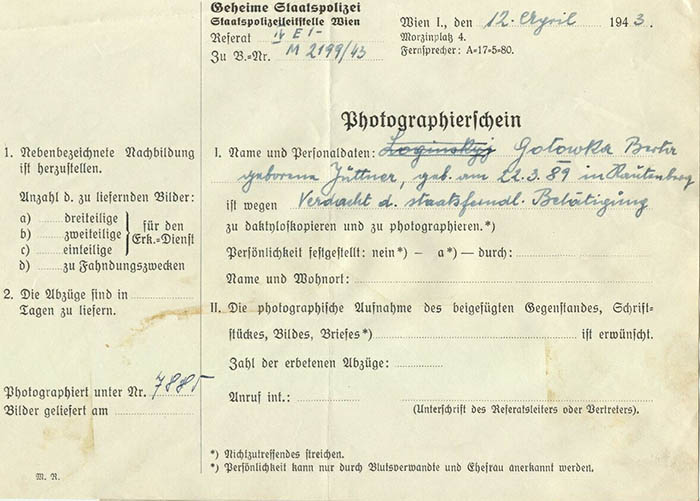 Geheime Staatspolizei
Staatspolizeileitstelle Wien
Referat IV E 1-
Zu B.=Nr. M 2199/43
Wien I., den 12. April 1943.
Morzinplatz 4.
Fernsprecher: A=17=5=80.
Photographierschein
1. Nebenbezeichnete Nachbildung
ist herzustellen.
Anzahl d. zu liefernden Bilder:
a) ........ dreiteilige
b) ........ zweiteilige
c) ........ einteilige
für den
Erk.=Dienst
d) ........ zu Fahndungszwecken
2. Die Abzüge sind in ................
Tagen zu liefern.
Photographiert unter Nr. 7885
Bilder geliefert am ................
M. R.
I. Name und Personaldaten: Loginskyj Gotowka Berta
geborene Jüttner, geb. am 22.3.89 in Rautenberg
ist wegen Verdacht d. staatsfeindl. Betätigung
zu daktyloskopieren und zu photographieren.*)
Persönlichkeit festgestellt: nein*) – a*) – durch: ................
Name und Wohnort: ................
II. Die photographische Aufnahme des beigefügten Gegenstandes, Schrift=
stückes, Bildes, Briefes*) ................ ist erwünscht.
Zahl der erbetenen Abzüge: ................
Anruf int.: ................
(Unterschrift des Referatsleiters oder Vertreters).
*) Nichtzutreffendes streichen.
*) Persönlichkeit kann nur durch Blutsverwandte und Ehefrau anerkannt werden.